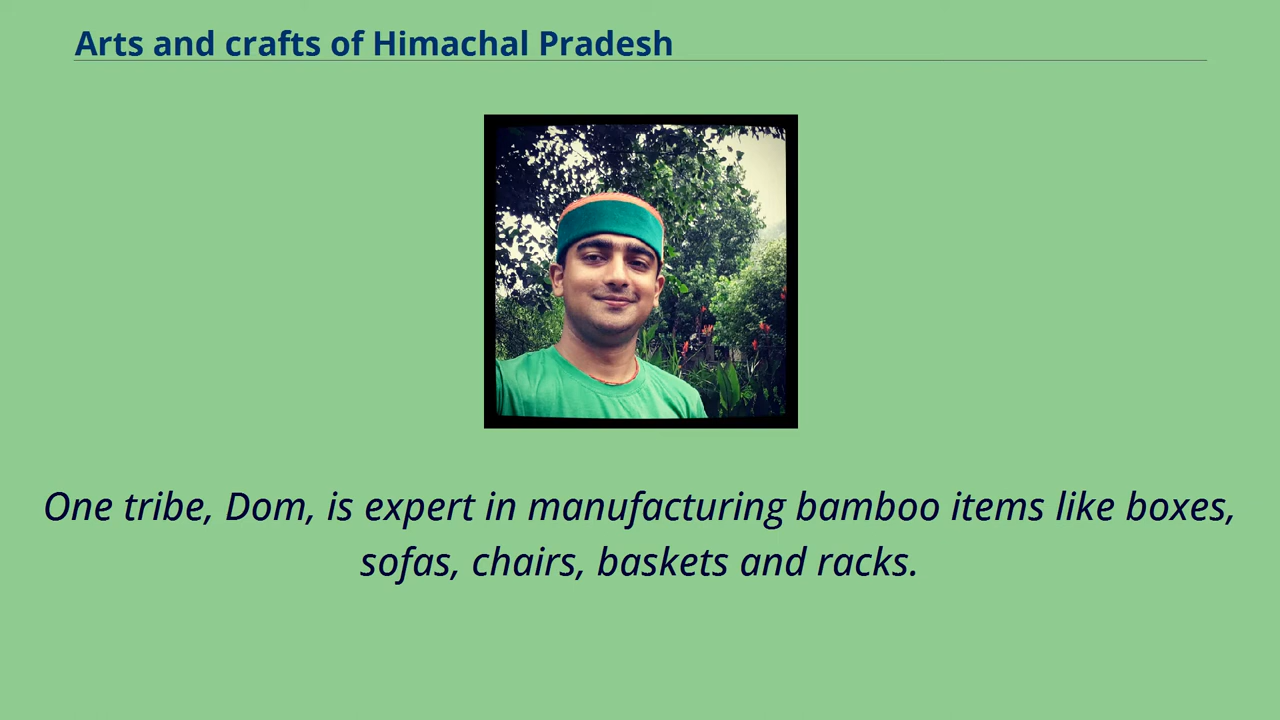 Arts and crafts of Himachal Pradesh
One tribe, Dom, is expert in manufacturing bamboo items like boxes,
sofas, chairs, baskets and racks.